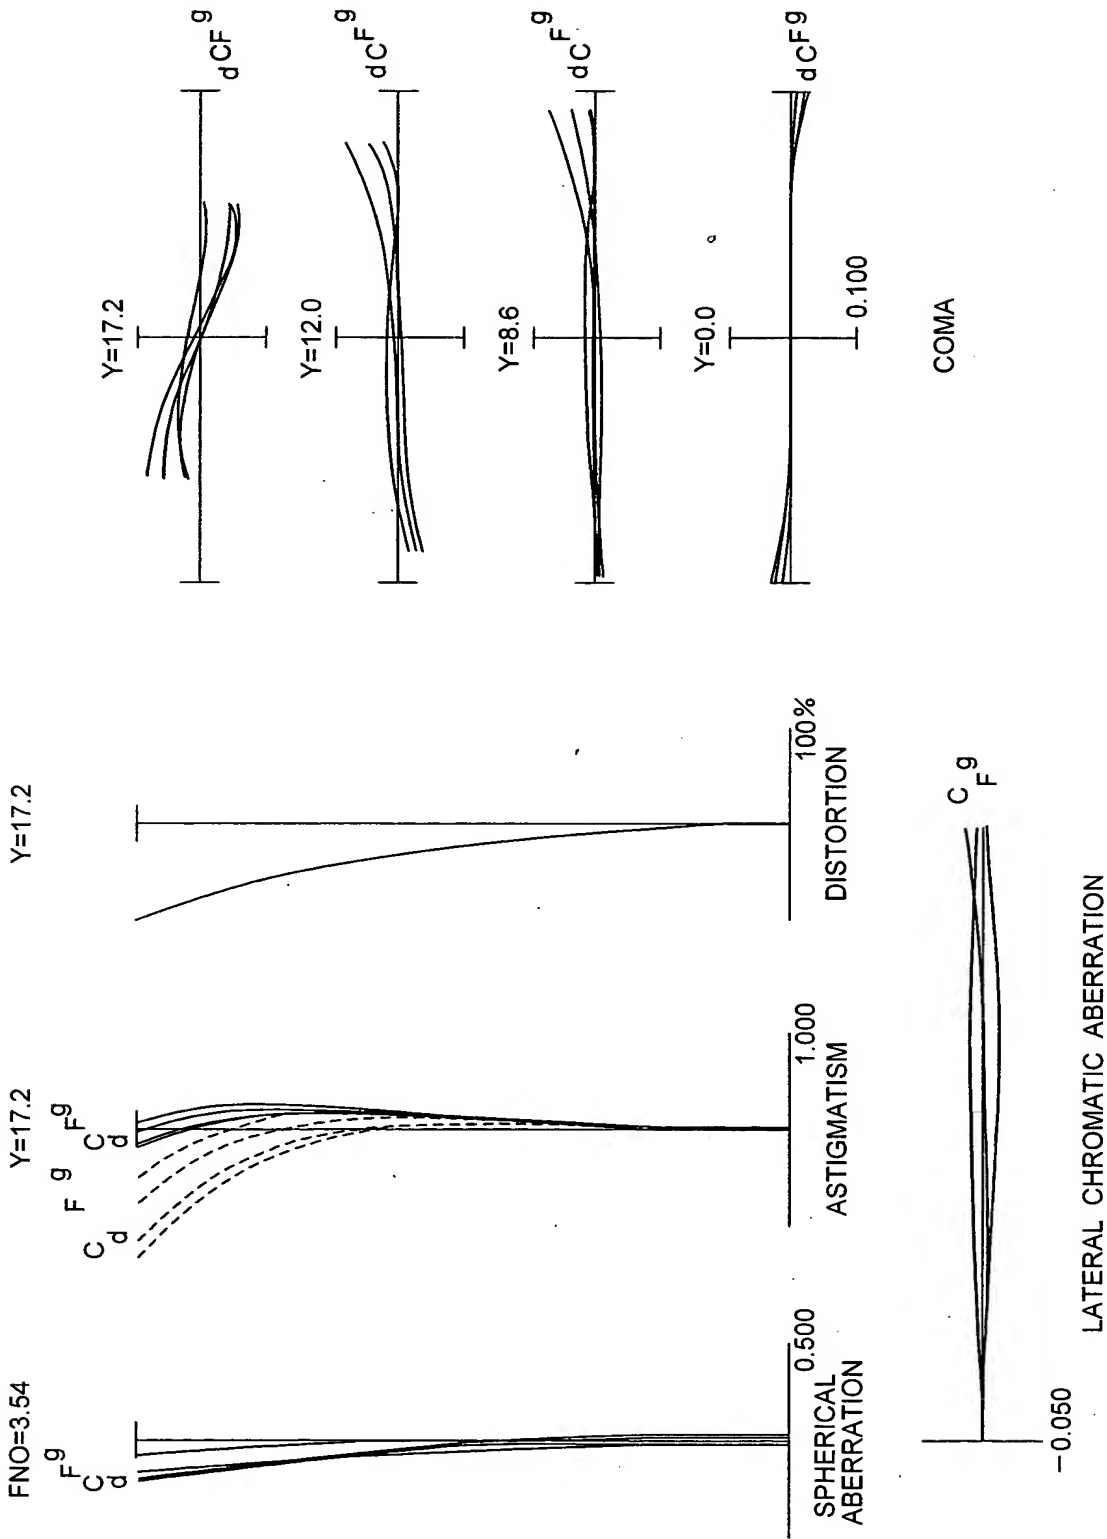 FNO=3.54
F g
C d
0.500
SPHERICAL
ABERRATION
Y=17.2
C d F g
C d F g
1.000
ASTIGMATISM
Y=17.2
100%
DISTORTION
Y=17.2
d C F g
Y=12.0
d C F g
Y=8.6
d C F g
Y=0.0
d C F g
0.100
COMA
C F g
−0.050
LATERAL CHROMATIC ABERRATION